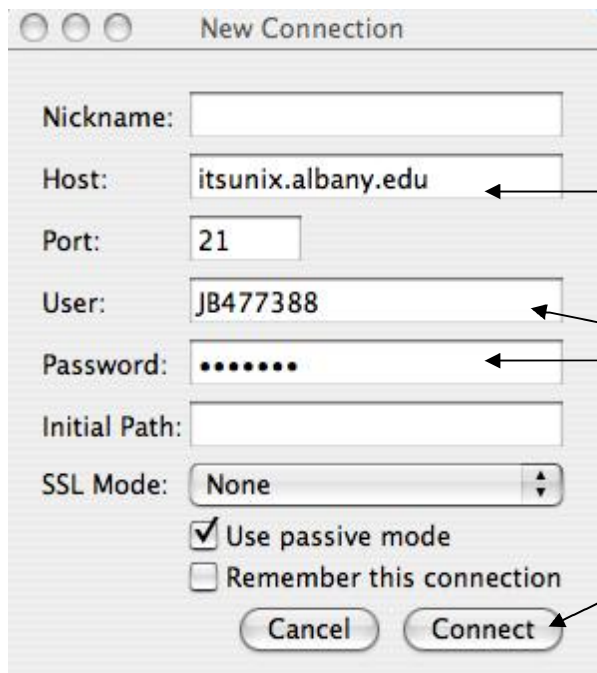 New Connection
Nickname:
Host: itsunix.albany.edu
Port: 21
User: JB477388
Password: •••••••
Initial Path:
SSL Mode: None
Use passive mode
Remember this connection
Cancel Connect